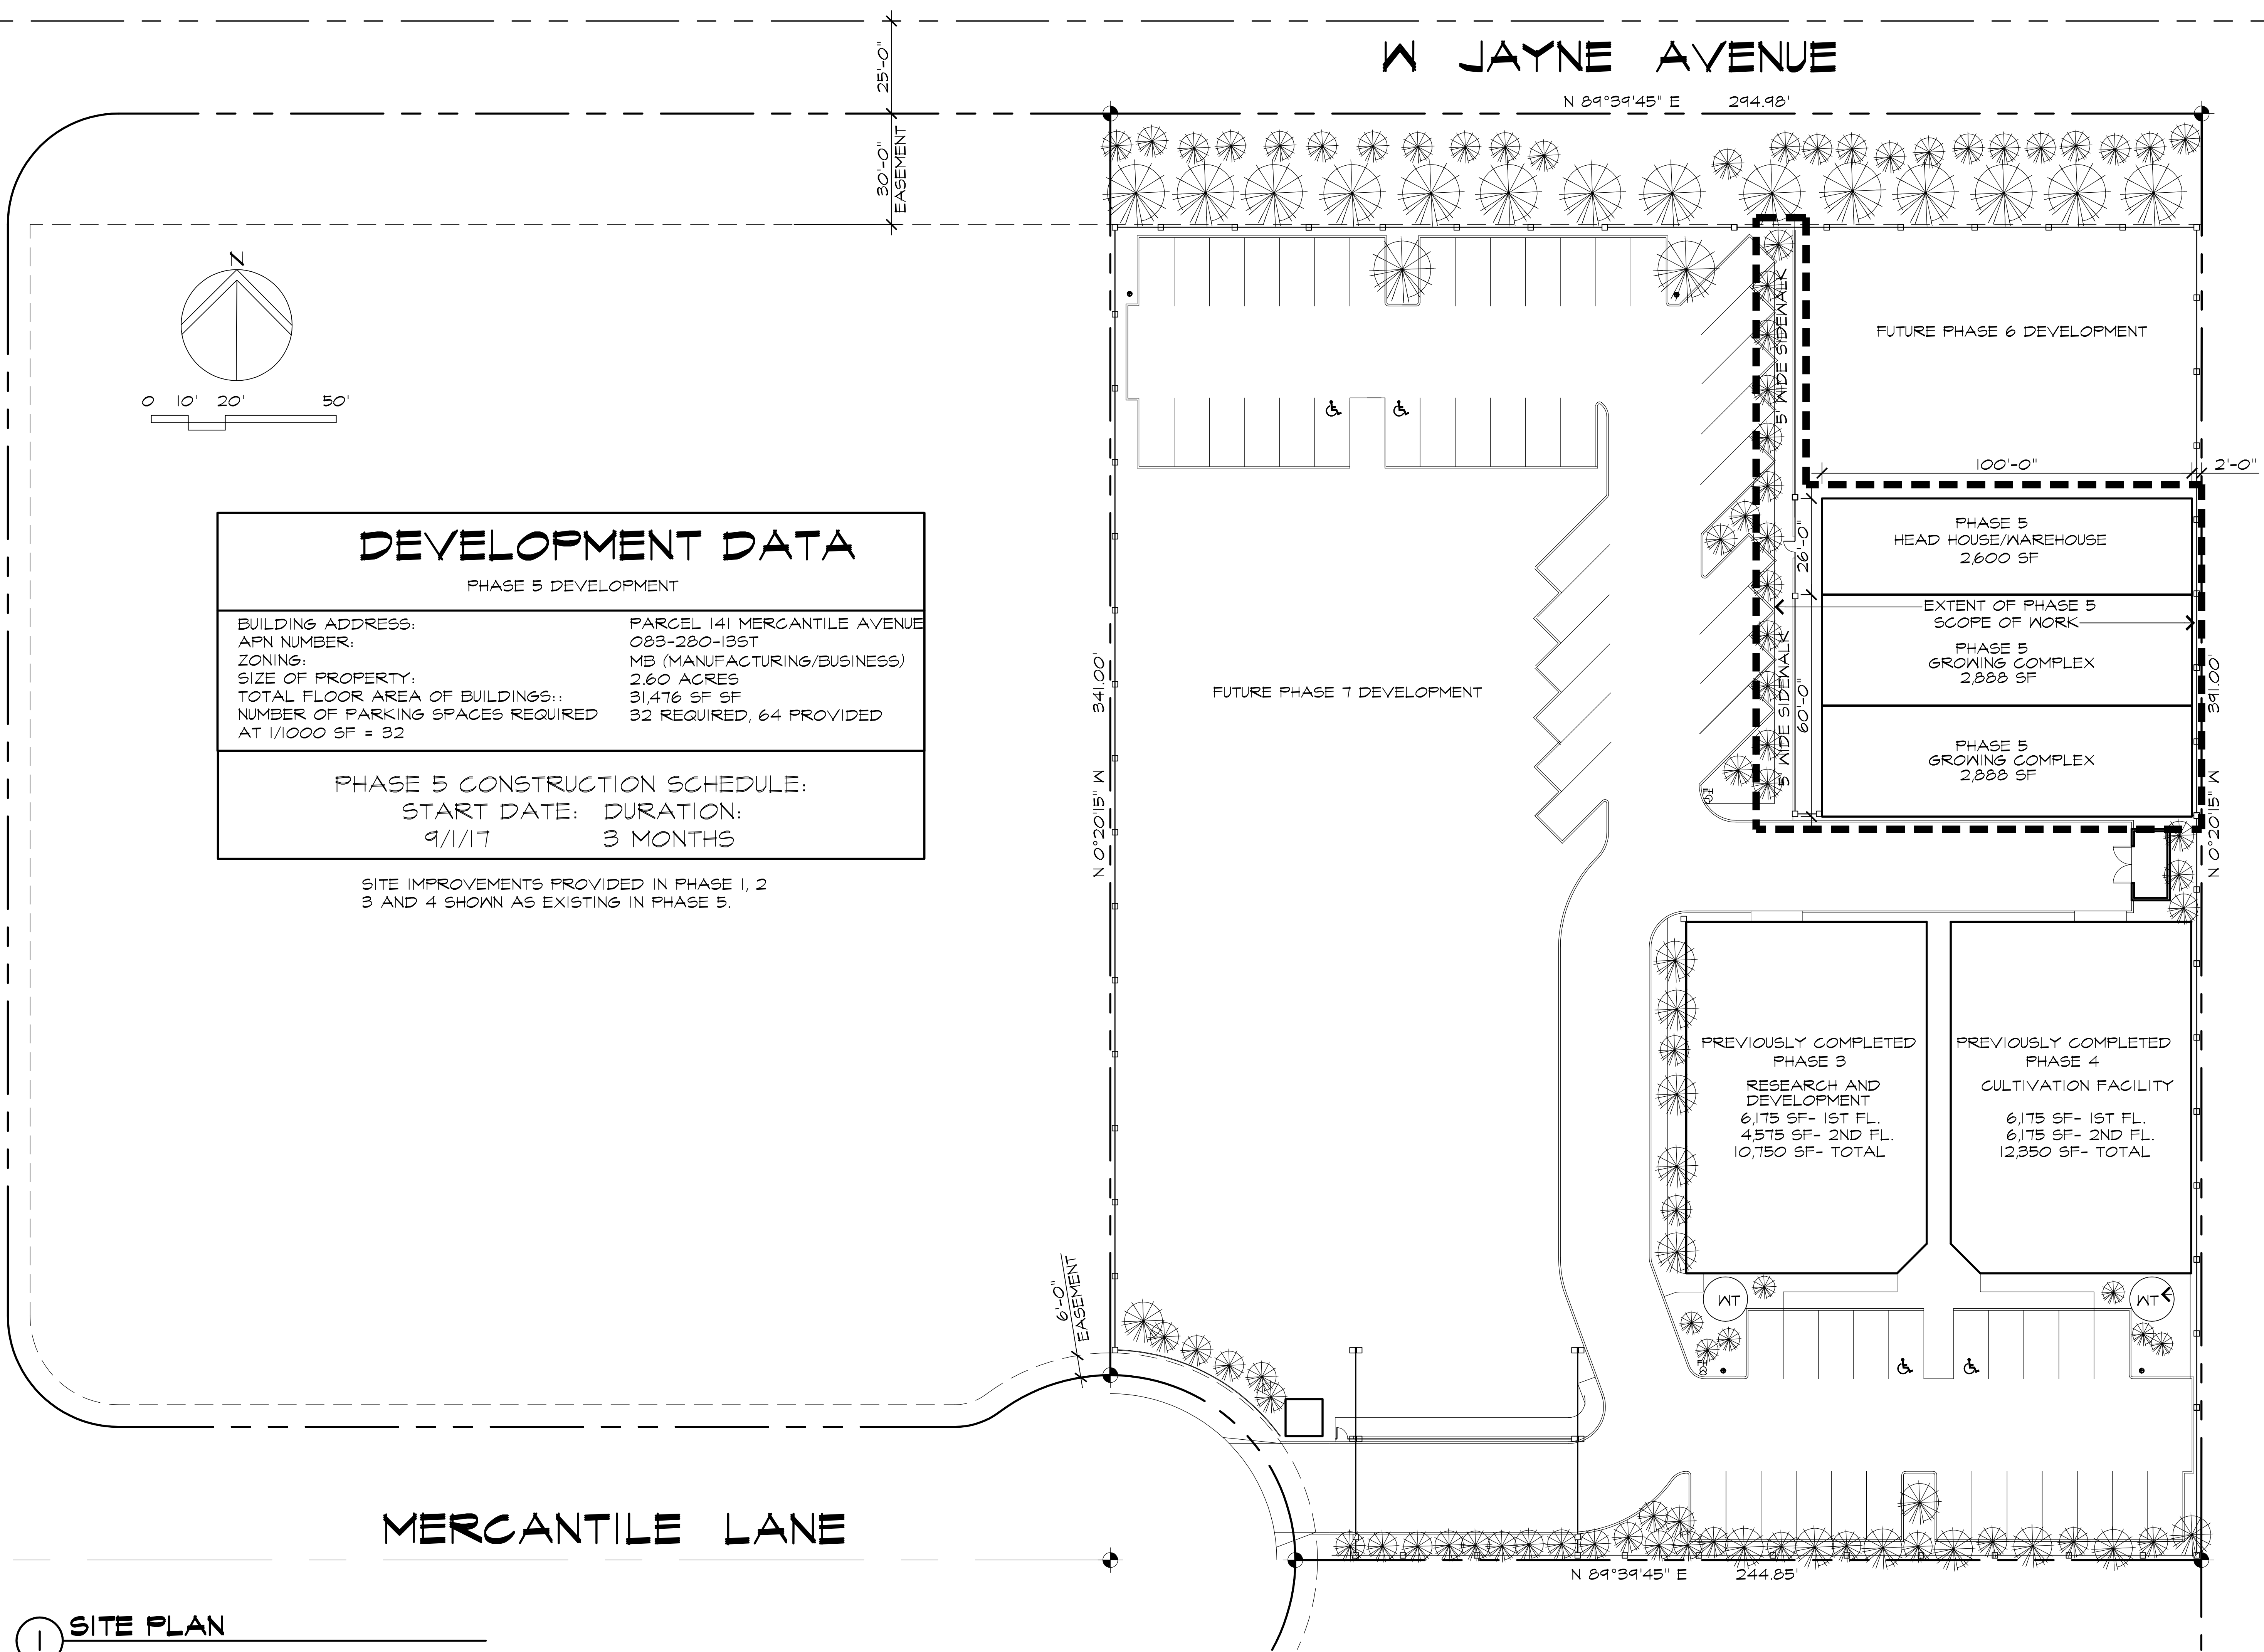 W JAYNE AVENUE
N 89°39'45" E 294.98'
25'-0"
30'-0"
EASEMENT
N
0 10' 20' 50'
5' WIDE SIDEWALK
FUTURE PHASE 6 DEVELOPMENT
100'-0"
2'-0"
DEVELOPMENT DATA
PHASE 5 DEVELOPMENT
BUILDING ADDRESS: PARCEL 141 MERCANTILE AVENUE
APN NUMBER: 083-280-13ST
ZONING: MB (MANUFACTURING/BUSINESS)
SIZE OF PROPERTY: 2.60 ACRES
TOTAL FLOOR AREA OF BUILDINGS:: 31,476 SF SF
NUMBER OF PARKING SPACES REQUIRED 32 REQUIRED, 64 PROVIDED
AT 1/1000 SF = 32
PHASE 5 CONSTRUCTION SCHEDULE:
START DATE: DURATION:
9/1/17 3 MONTHS
SITE IMPROVEMENTS PROVIDED IN PHASE 1, 2
3 AND 4 SHOWN AS EXISTING IN PHASE 5.
PHASE 5
HEAD HOUSE/WAREHOUSE
2,600 SF
26'-0"
EXTENT OF PHASE 5
SCOPE OF WORK
PHASE 5
GROWING COMPLEX
2,888 SF
PHASE 5
GROWING COMPLEX
2,888 SF
60'-0"
5' WIDE SIDEWALK
341.00'
N 0°20'15" W
FUTURE PHASE 7 DEVELOPMENT
391.00'
N 0°20'15" W
PREVIOUSLY COMPLETED
PHASE 3
RESEARCH AND
DEVELOPMENT
6,175 SF- 1ST FL.
4,575 SF- 2ND FL.
10,750 SF- TOTAL
PREVIOUSLY COMPLETED
PHASE 4
CULTIVATION FACILITY
6,175 SF- 1ST FL.
6,175 SF- 2ND FL.
12,350 SF- TOTAL
WT
WT
6'-0"
EASEMENT
MERCANTILE LANE
N 89°39'45" E 244.85'
1 SITE PLAN